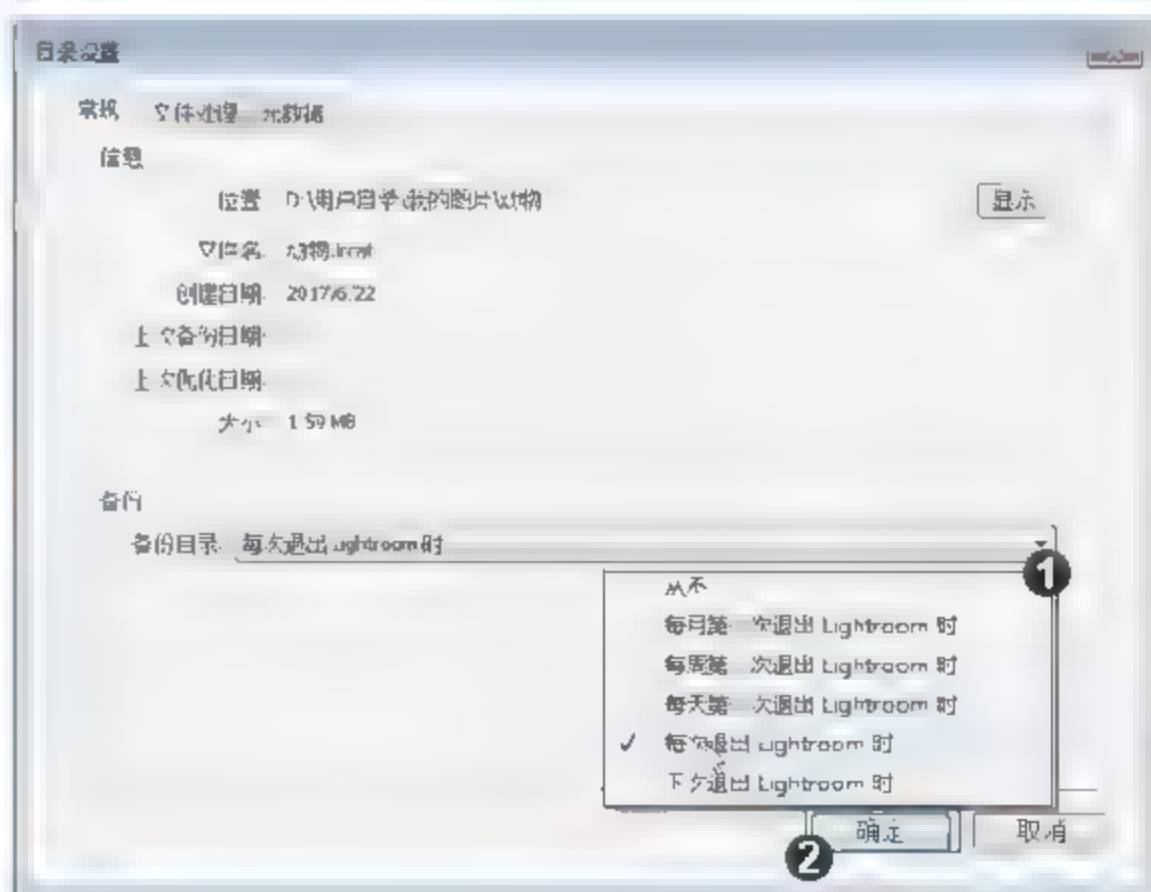 目录设置
常规 文件处理 元数据
信息
位置: D:\用户目录\我的图片\动物
显示
文件名: 动物.lrcat
创建日期: 2017/6/22
上次备份日期:
上次优化日期:
大小: 1.59 MB
备份
备份目录: 每次退出 Lightroom 时
1
从不
每月第一次退出 Lightroom 时
每周第一次退出 Lightroom 时
每天第一次退出 Lightroom 时
✓ 每次退出 Lightroom 时
下次退出 Lightroom 时
2 确定 取消